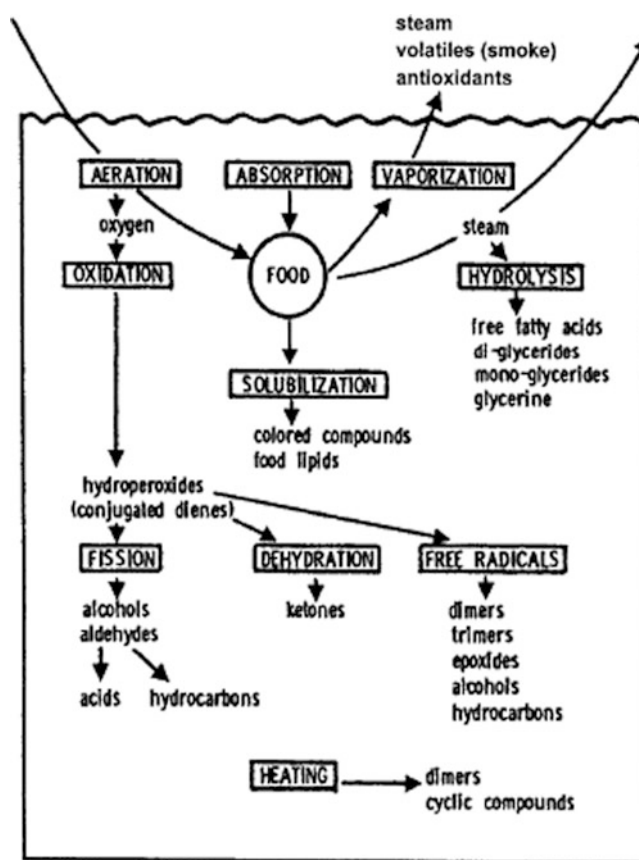 steam
volatiles (smoke)
antioxidants
AERATION
ABSORPTION
VAPORIZATION
oxygen
steam
OXIDATION
FOOD
HYDROLYSIS
free fatty acids
di-glycerides
mono-glycerides
glycerine
SOLUBILIZATION
colored compounds
food lipids
hydroperoxides
(conjugated dienes)
FISSION
DEHYDRATION
FREE RADICALS
alcohols
aldehydes
ketones
dimers
trimers
epoxides
alcohols
hydrocarbons
acids
hydrocarbons
HEATING
dimers
cyclic compounds